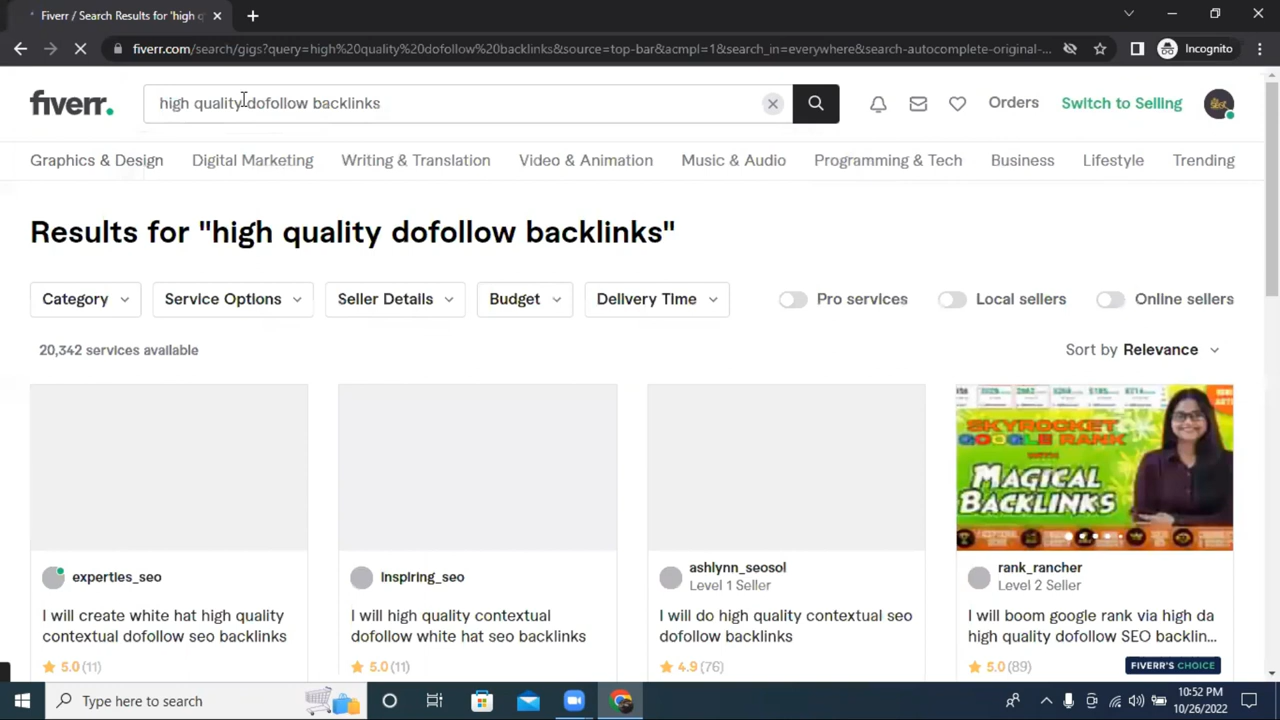 Fiverr / Search Results for 'high q
fiverr.com/search/gigs?query=high%20quality%20dofollow%20backlinks&source=top-bar&acmpl=1&search_in=everywhere&search-autocomplete-original-...
Incognito
fiverr.
high quality dofollow backlinks
Orders
Switch to Selling
Graphics & Design
Digital Marketing
Writing & Translation
Video & Animation
Music & Audio
Programming & Tech
Business
Lifestyle
Trending
Results for "high quality dofollow backlinks"
Category
Service Options
Seller Details
Budget
Delivery Time
Pro services
Local sellers
Online sellers
20,342 services available
Sort by Relevance
SKYROCKET
GOOGLE RANK
WITH
MAGICAL
BACKLINKS
experties_seo
I will create white hat high quality
contextual dofollow seo backlinks
5.0 (11)
inspiring_seo
I will high quality contextual
dofollow white hat seo backlinks
5.0 (11)
ashlynn_seosol
Level 1 Seller
I will do high quality contextual seo
dofollow backlinks
4.9 (76)
rank_rancher
Level 2 Seller
I will boom google rank via high da
high quality dofollow SEO backlin...
5.0 (89)
FIVERR'S CHOICE
Type here to search
10:52 PM
10/26/2022